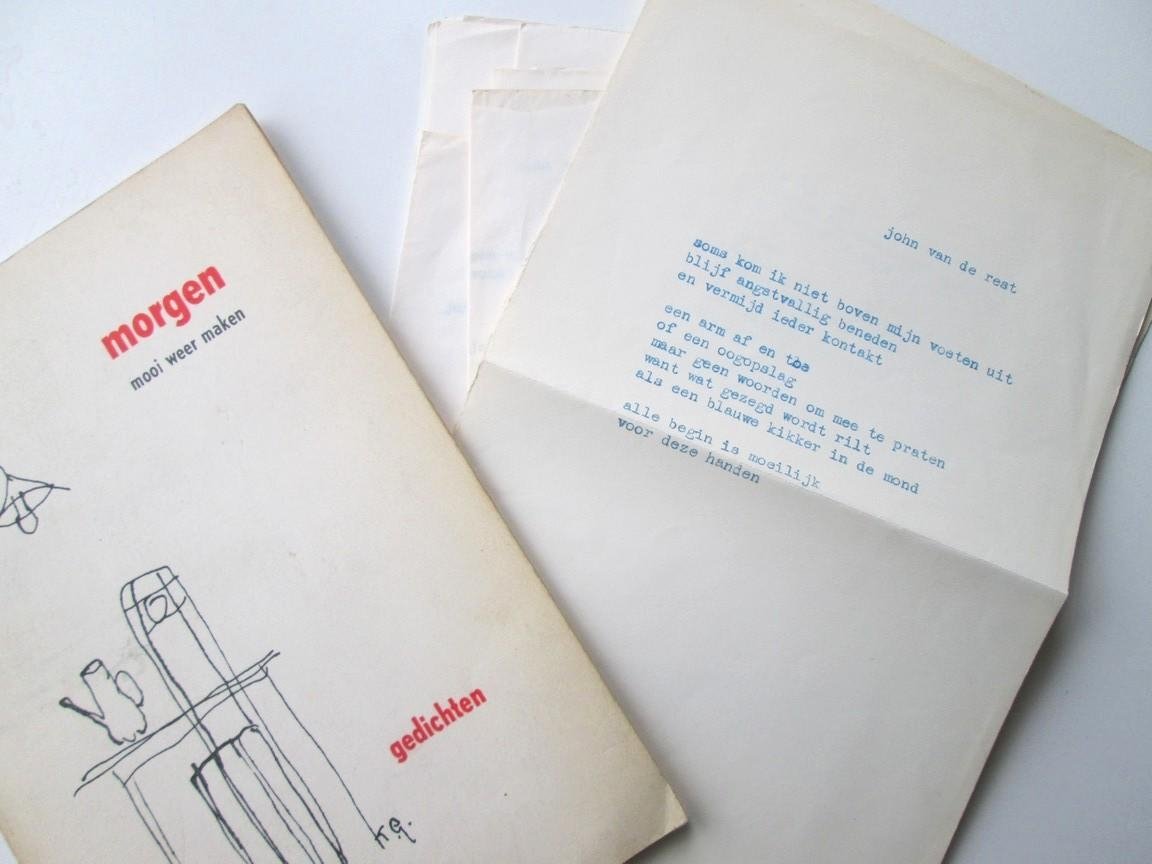 morgen
mooi weer maken
gedichten
K.G.
john van de rest
soms kom ik niet boven mijn voeten uit
blijf angstvallig beneden
en vermijd ieder kontakt
een arm af en toe
of een oogopslag
maar geen woorden om mee te praten
want wat gezegd wordt rilt
als een blauwe kikker in de mond
alle begin is moeilijk
voor deze handen